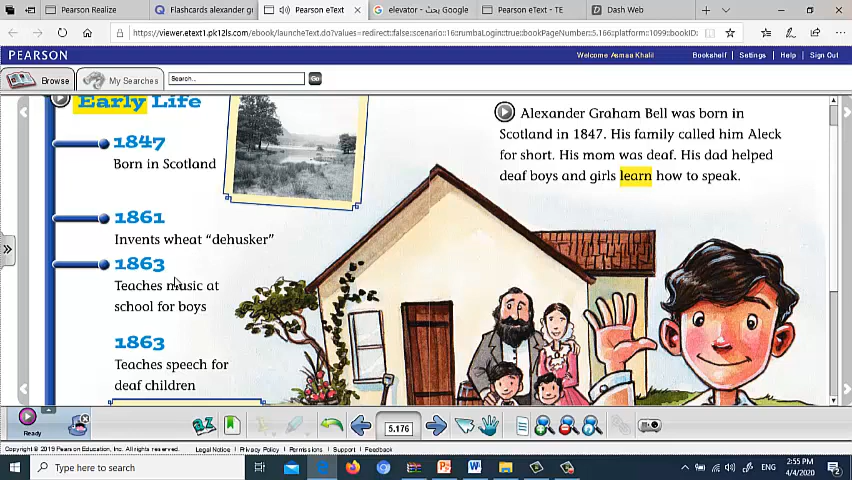 Pearson Realize
Flashcards alexander gr
Pearson eText
elevator - بحث Google
Pearson eText - TE
Dash Web
https://viewer.etext1.pk12ls.com/ebook/launcheText.do?values=redirect:false:scenario::16:rumbaLogin::true:bookPageNumber::5.166:platform::1099:bookID:
PEARSON
Welcome Asmaa Khalil
Bookshelf | Settings | Help | Sign Out
Browse
My Searches
Search...
Go
Early Life
1847
Born in Scotland
1861
Invents wheat "dehusker"
1863
Teaches music at
school for boys
1863
Teaches speech for
deaf children
Alexander Graham Bell was born in
Scotland in 1847. His family called him Aleck
for short. His mom was deaf. His dad helped
deaf boys and girls learn how to speak.
Ready
az
5.176
Copyright © 2019 Pearson Education, Inc. All rights reserved.
Legal Notice | Privacy Policy | Permissions | Support | Feedback
Type here to search
ENG
2:55 PM
4/4/2020
2